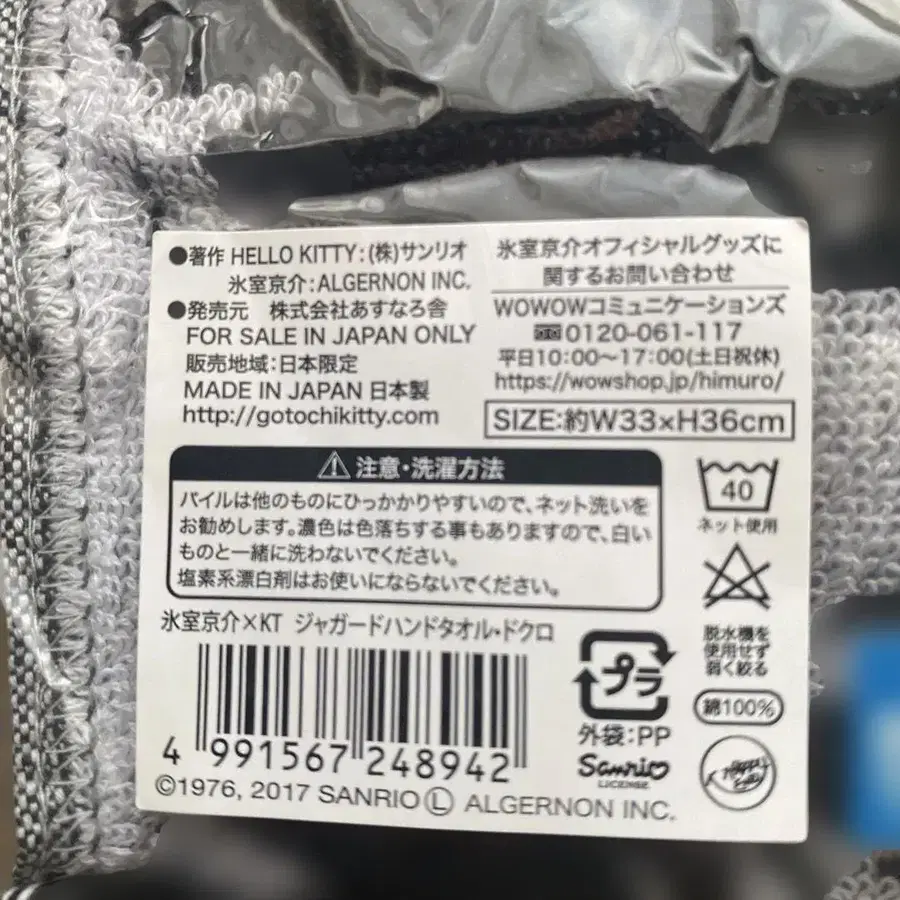 ●著作 HELLO KITTY:(株)サンリオ
氷室京介:ALGERNON INC.
●発売元 株式会社あすなろ舎
FOR SALE IN JAPAN ONLY
販売地域:日本限定
MADE IN JAPAN 日本製
http://gotochikitty.com
氷室京介オフィシャルグッズに
関するお問い合わせ
WOWOWコミュニケーションズ
0120-061-117
平日10:00〜17:00(土日祝休)
https://wowshop.jp/himuro/
SIZE:約W33×H36cm
⚠注意・洗濯方法
パイルは他のものにひっかかりやすいので、ネット洗いを
お勧めします。濃色は色落ちする事もありますので、白い
ものと一緒に洗わないでください。
塩素系漂白剤はお使いにならないでください。
40
ネット使用
脱水機を
使用せず
弱く絞る
綿100%
氷室京介×KT ジャガードハンドタオル・ドクロ
4 991567 248942
プラ
外袋:PP
Sanrio
LICENSE
©1976, 2017 SANRIO Ⓛ ALGERNON INC.